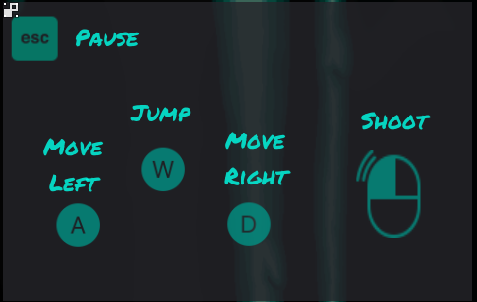 esc Pause
Jump
Shoot
Move
Left
Move
Right
W
A
D